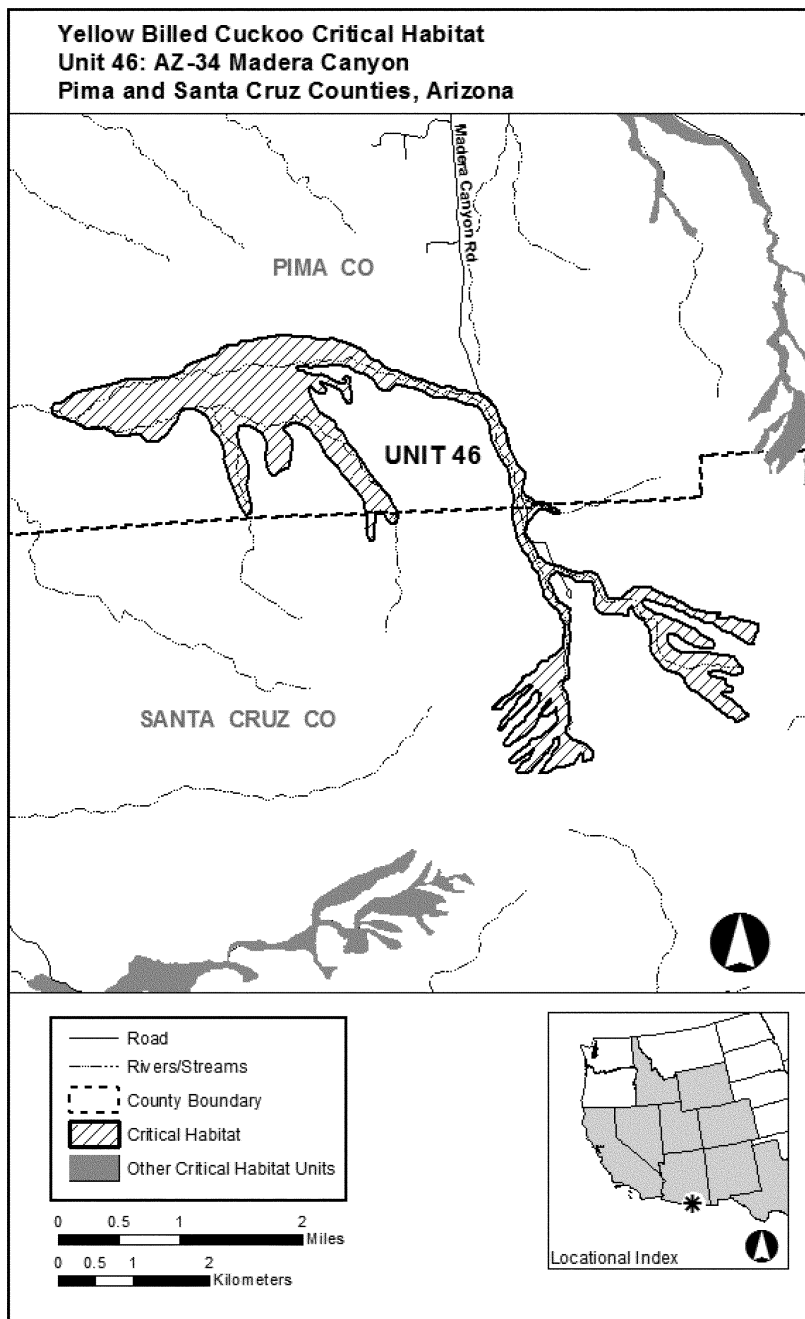 Yellow Billed Cuckoo Critical Habitat
Unit 46: AZ-34 Madera Canyon
Pima and Santa Cruz Counties, Arizona
Madera Canyon Rd.
PIMA CO
UNIT 46
SANTA CRUZ CO
Road
Rivers/Streams
County Boundary
Critical Habitat
Other Critical Habitat Units
0 0.5 1 2
Miles
0 0.5 1 2
Kilometers
Locational Index